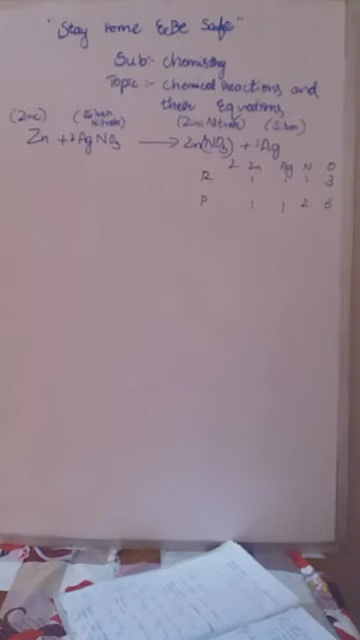 "Stay Home & Be Safe"
Sub:- chemistry
Topic:- chemical reactions and
their Equations
(Zinc) (Silver Nitrate) (Zinc Nitrate) (Silver)
Zn + 2AgNO3 → Zn(NO3)2 + 2Ag
Zn Ag N O
R 1 1 1 3
P 1 1 2 6